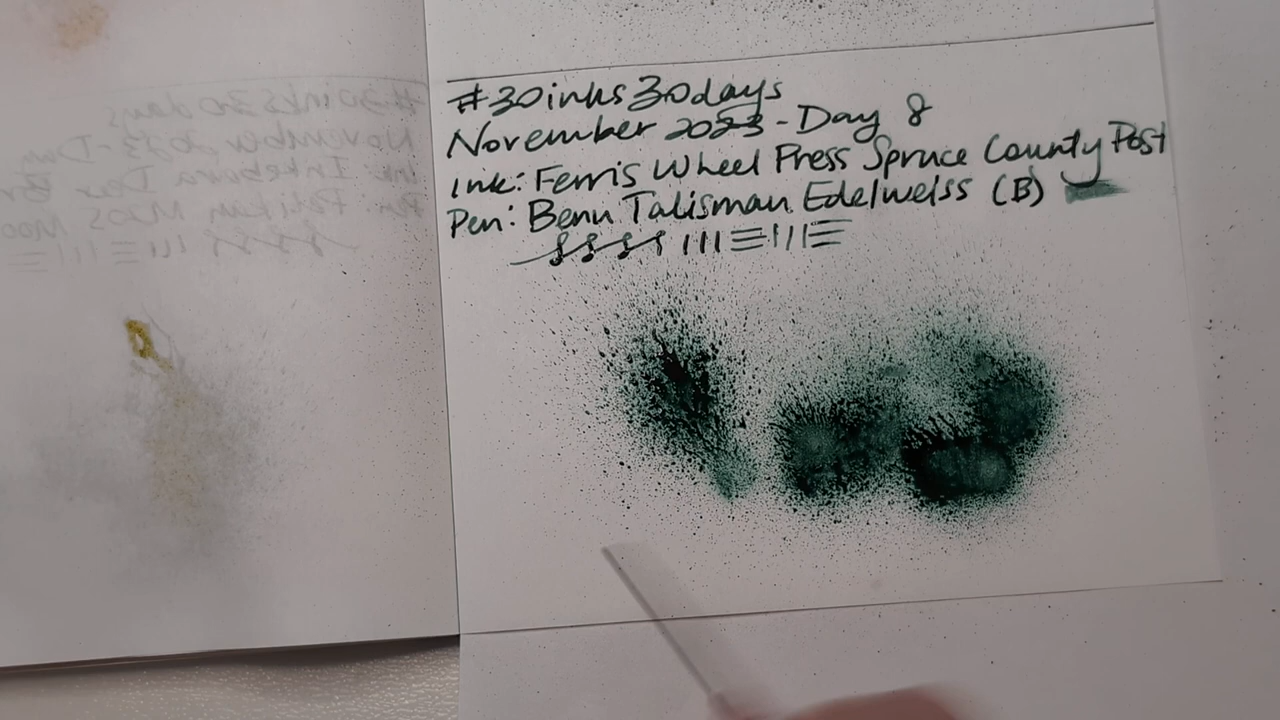 #30inks30days
November 2023 - Day 8
Ink: Ferris Wheel Press Spruce County Post
Pen: Benu Talisman Edelweiss (B)